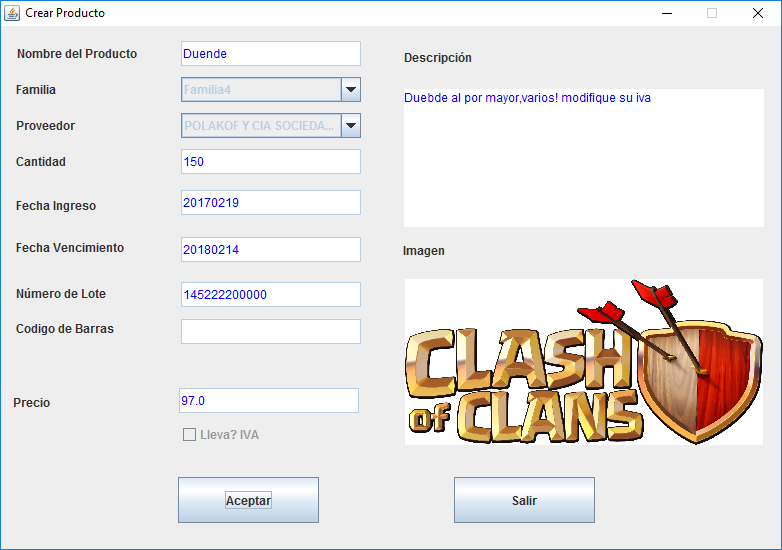 Crear Producto
Nombre del Producto
Duende
Familia
Familia4
Proveedor
POLAKOF Y CIA SOCIEDA...
Cantidad
150
Fecha Ingreso
20170219
Fecha Vencimiento
20180214
Número de Lote
145222200000
Codigo de Barras
Precio
97.0
Lleva? IVA
Aceptar
Descripción
Duebde al por mayor,varios! modifique su iva
Imagen
CLASH
OF CLANS
Salir